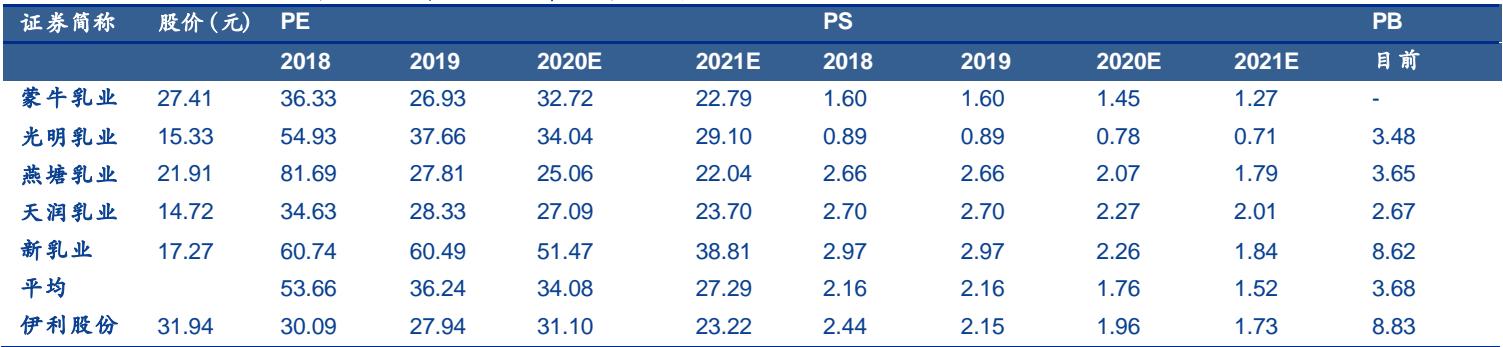 证券简称 股价(元) PE PS PB
2018 2019 2020E 2021E 2018 2019 2020E 2021E 目前
蒙牛乳业 27.41 36.33 26.93 32.72 22.79 1.60 1.60 1.45 1.27 -
光明乳业 15.33 54.93 37.66 34.04 29.10 0.89 0.89 0.78 0.71 3.48
燕塘乳业 21.91 81.69 27.81 25.06 22.04 2.66 2.66 2.07 1.79 3.65
天润乳业 14.72 34.63 28.33 27.09 23.70 2.70 2.70 2.27 2.01 2.67
新乳业 17.27 60.74 60.49 51.47 38.81 2.97 2.97 2.26 1.84 8.62
平均 53.66 36.24 34.08 27.29 2.16 2.16 1.76 1.52 3.68
伊利股份 31.94 30.09 27.94 31.10 23.22 2.44 2.15 1.96 1.73 8.83